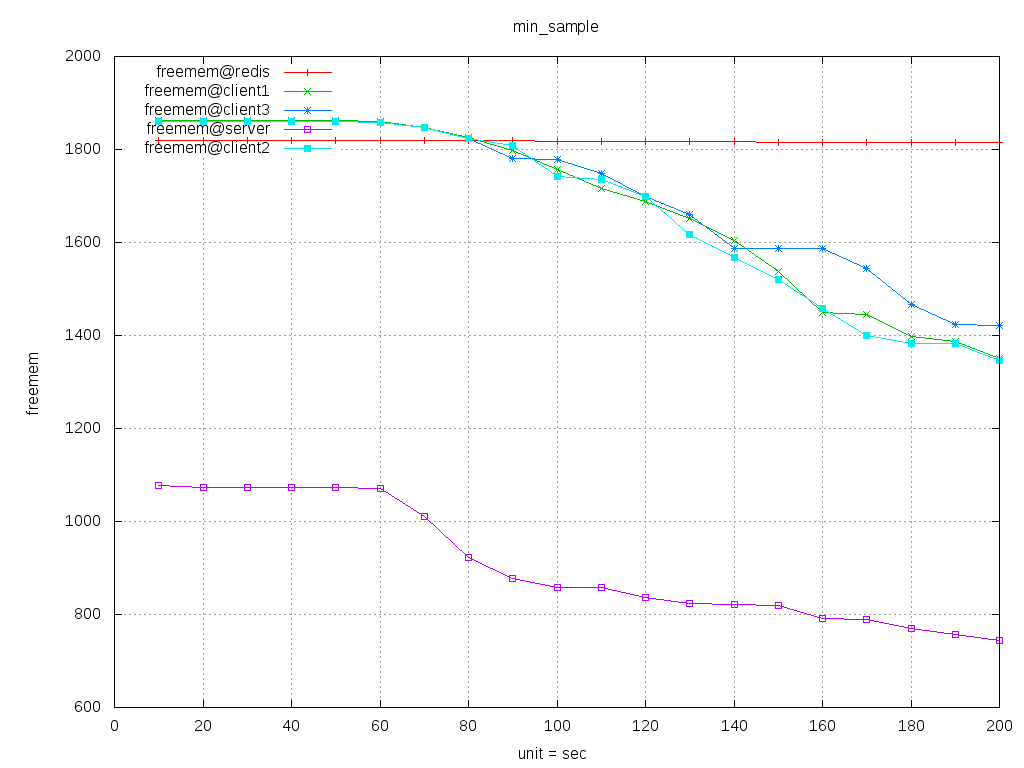 min_sample
2000
1800
1600
1400
1200
1000
800
600
freemem
freemem@redis
freemem@client1
freemem@client3
freemem@server
freemem@client2
0 20 40 60 80 100 120 140 160 180 200
unit = sec